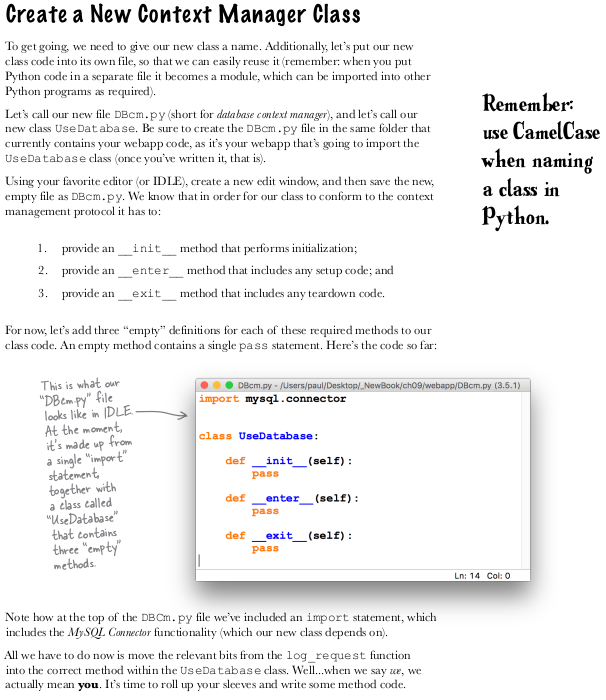 Create a New Context Manager Class
To get going, we need to give our new class a name. Additionally, let's put our new
class code into its own file, so that we can easily reuse it (remember: when you put
Python code in a separate file it becomes a module, which can be imported into other
Python programs as required).
Let's call our new file DBcm.py (short for database context manager), and let's call our
new class UseDatabase. Be sure to create the DBcm.py file in the same folder that
currently contains your webapp code, as it's your webapp that's going to import the
UseDatabase class (once you've written it, that is).
Using your favorite editor (or IDLE), create a new edit window, and then save the new,
empty file as DBcm.py. We know that in order for our class to conform to the context
management protocol it has to:
1. provide an __init__ method that performs initialization;
2. provide an __enter__ method that includes any setup code; and
3. provide an __exit__ method that includes any teardown code.
For now, let's add three “empty” definitions for each of these required methods to our
class code. An empty method contains a single pass statement. Here's the code so far:
Remember:
use CamelCase
when naming
a class in
Python.
This is what our
“DBcm.py” file
looks like in IDLE.
At the moment,
it's made up from
a single “import”
statement,
together with
a class called
“UseDatabase”
that contains
three “empty”
methods.
DBcm.py - /Users/paul/Desktop/_NewBook/ch09/webapp/DBcm.py (3.5.1)
import mysql.connector
class UseDatabase:
def __init__(self):
pass
def __enter__(self):
pass
def __exit__(self):
pass
Ln: 14 Col: 0
Note how at the top of the DBCm.py file we've included an import statement, which
includes the MySQL Connector functionality (which our new class depends on).
All we have to do now is move the relevant bits from the log_request function
into the correct method within the UseDatabase class. Well...when we say we, we
actually mean you. It's time to roll up your sleeves and write some method code.